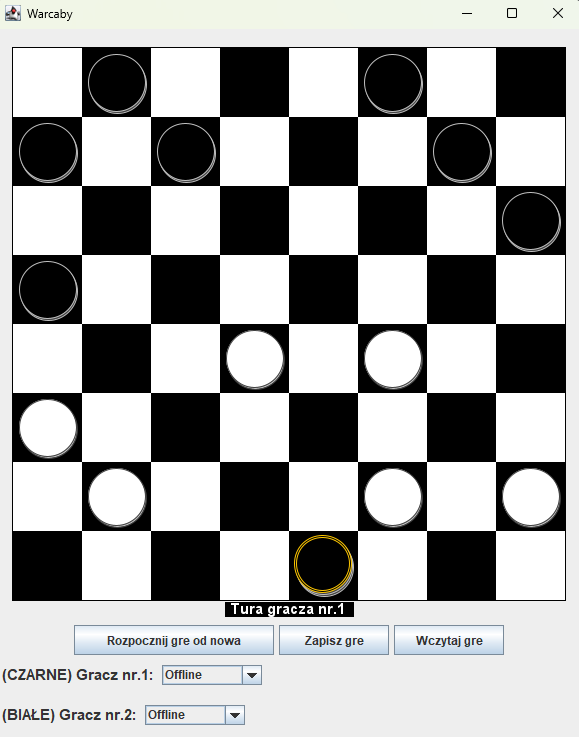 Warcaby
Tura gracza nr.1
Rozpocznij gre od nowa Zapisz gre Wczytaj gre
(CZARNE) Gracz nr.1: Offline
(BIAŁE) Gracz nr.2: Offline